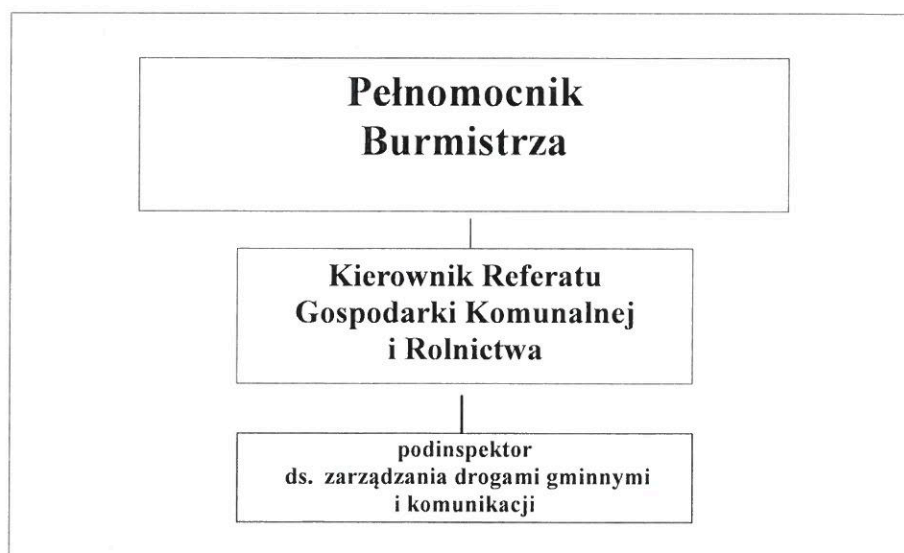 Pełnomocnik
Burmistrza
Kierownik Referatu
Gospodarki Komunalnej
i Rolnictwa
podinspektor
ds. zarządzania drogami gminnymi
i komunikacji